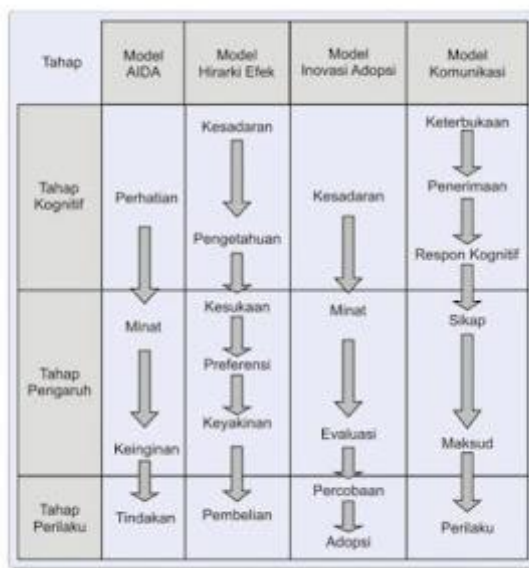 Tahap
Model
AIDA
Model
Hirarki Efek
Model
Inovasi Adopsi
Model
Komunikasi
Tahap
Kognitif
Perhatian
Kesadaran
Pengetahuan
Kesadaran
Keterbukaan
Penerimaan
Respon Kognitif
Tahap
Pengaruh
Minat
Keinginan
Kesukaan
Preferensi
Keyakinan
Minat
Evaluasi
Sikap
Maksud
Tahap
Perilaku
Tindakan
Pembelian
Percobaan
Adopsi
Perilaku